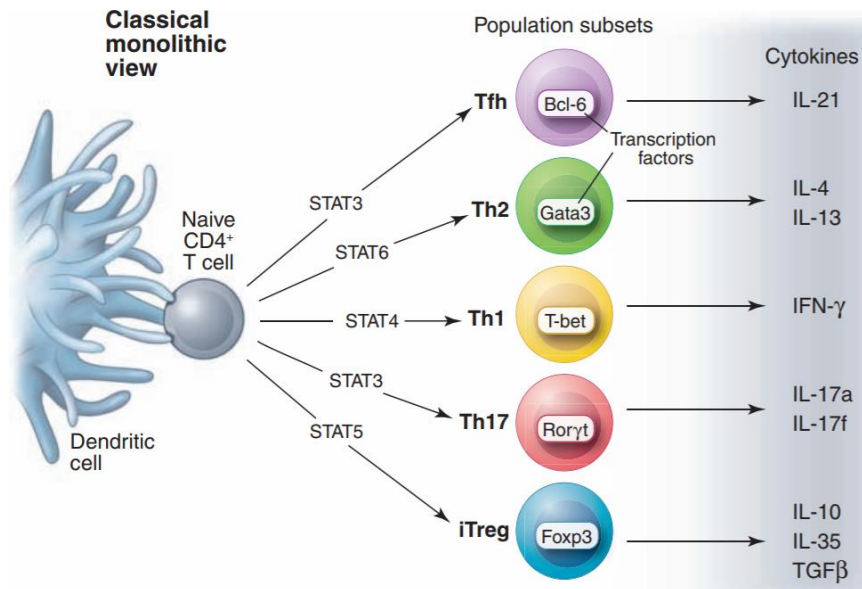 Classical
monolithic
view
Population subsets
Cytokines
Tfh
Bcl-6
IL-21
Transcription
factors
STAT3
Naive
CD4⁺
T cell
STAT6
Th2
Gata3
IL-4
IL-13
STAT4
Th1
T-bet
IFN-γ
STAT3
Th17
Rorγt
IL-17a
IL-17f
Dendritic
cell
STAT5
iTreg
Foxp3
IL-10
IL-35
TGFβ